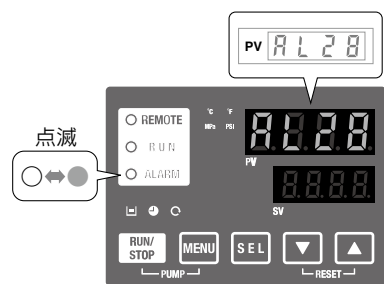 PV AL28
点滅
REMOTE
RUN
ALARM
°C °F
MPa PSI
AL28
PV
8.8.8.8.
SV
RUN/
STOP
MENU
SEL
PUMP
RESET